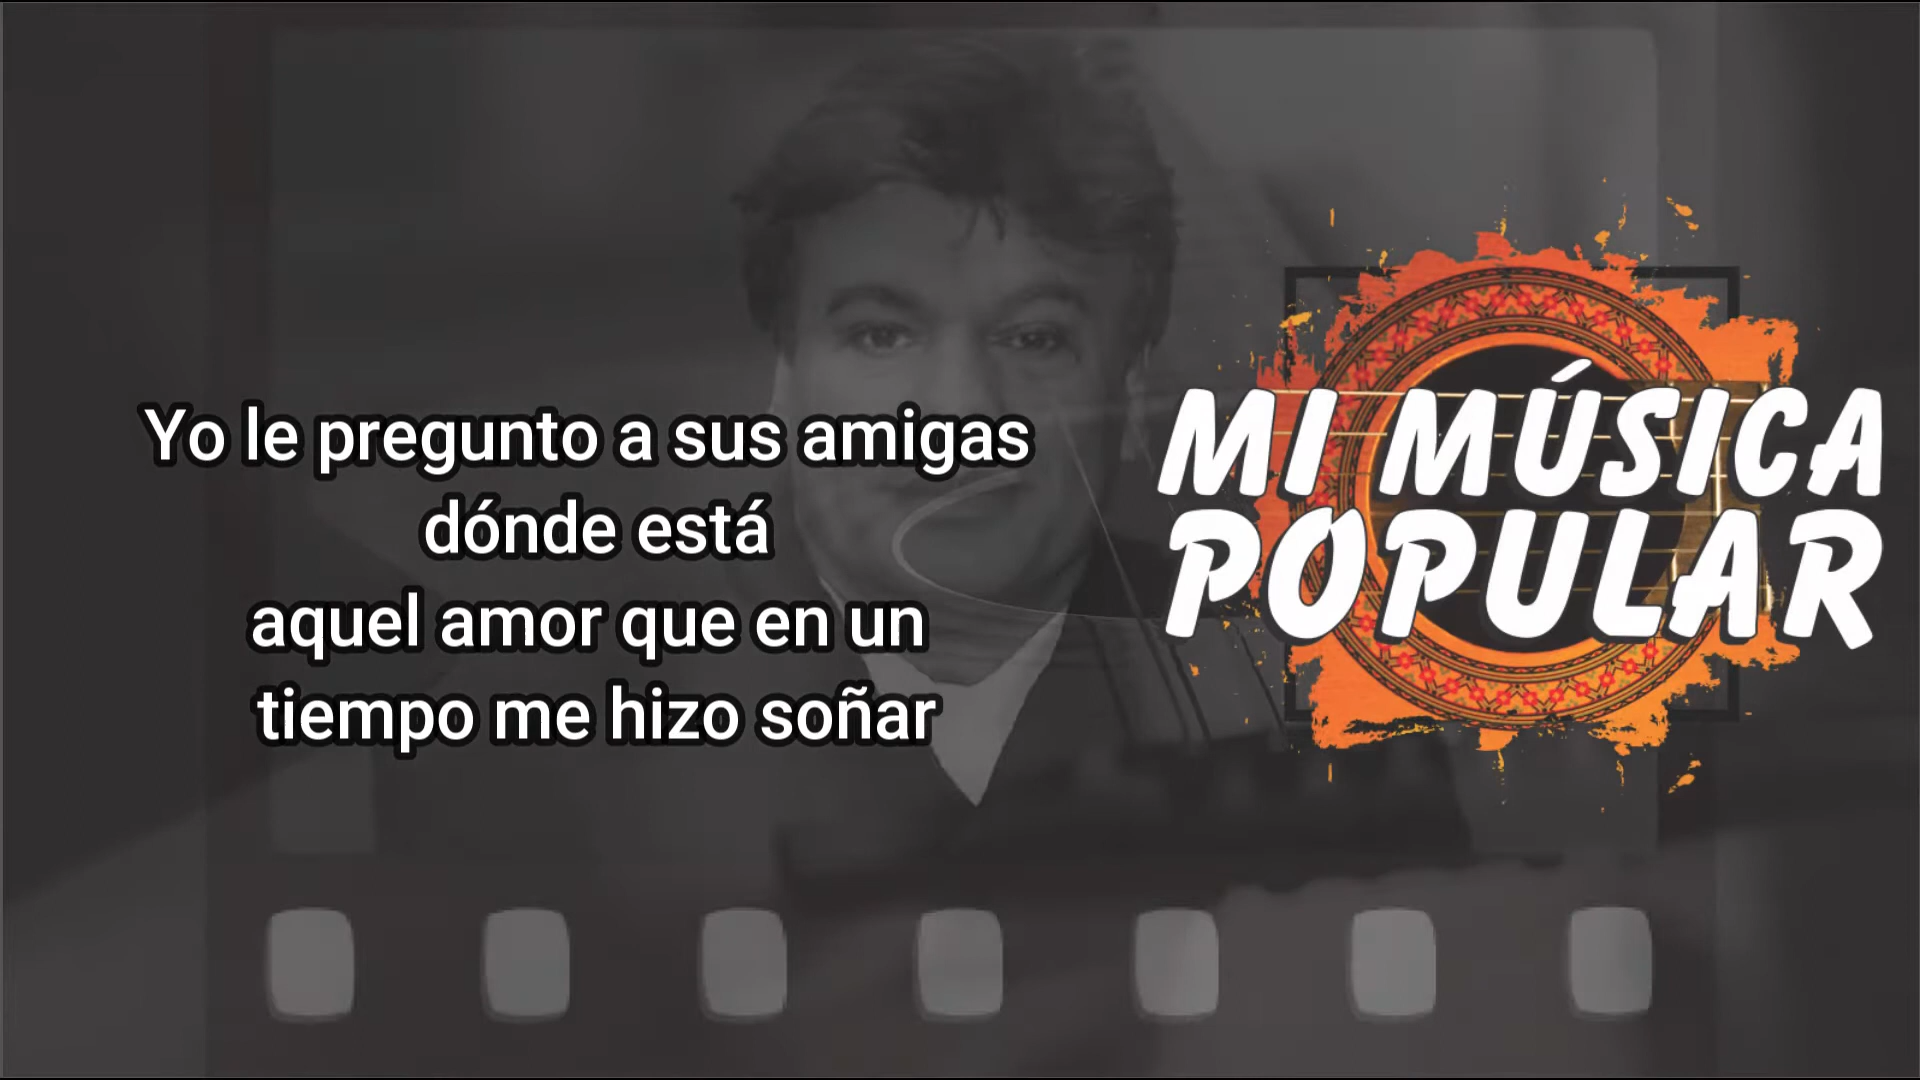 Yo le pregunto a sus amigas
dónde está
aquel amor que en un
tiempo me hizo soñar
MI MÚSICA
POPULAR